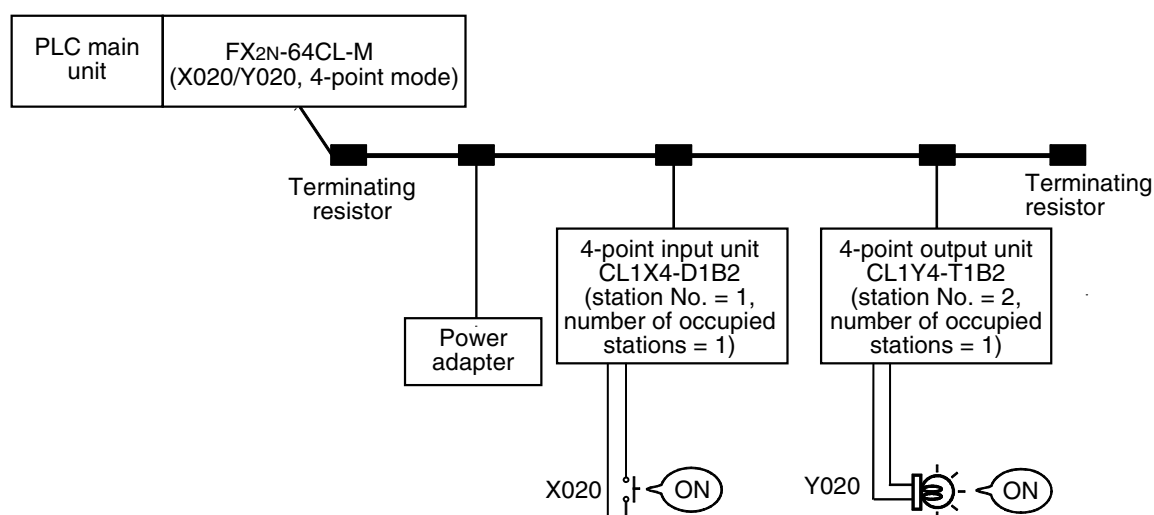 PLC main
unit
FX2N-64CL-M
(X020/Y020, 4-point mode)
Terminating
resistor
Terminating
resistor
4-point input unit
CL1X4-D1B2
(station No. = 1,
number of occupied
stations = 1)
4-point output unit
CL1Y4-T1B2
(station No. = 2,
number of occupied
stations = 1)
Power
adapter
X020
ON
Y020
ON